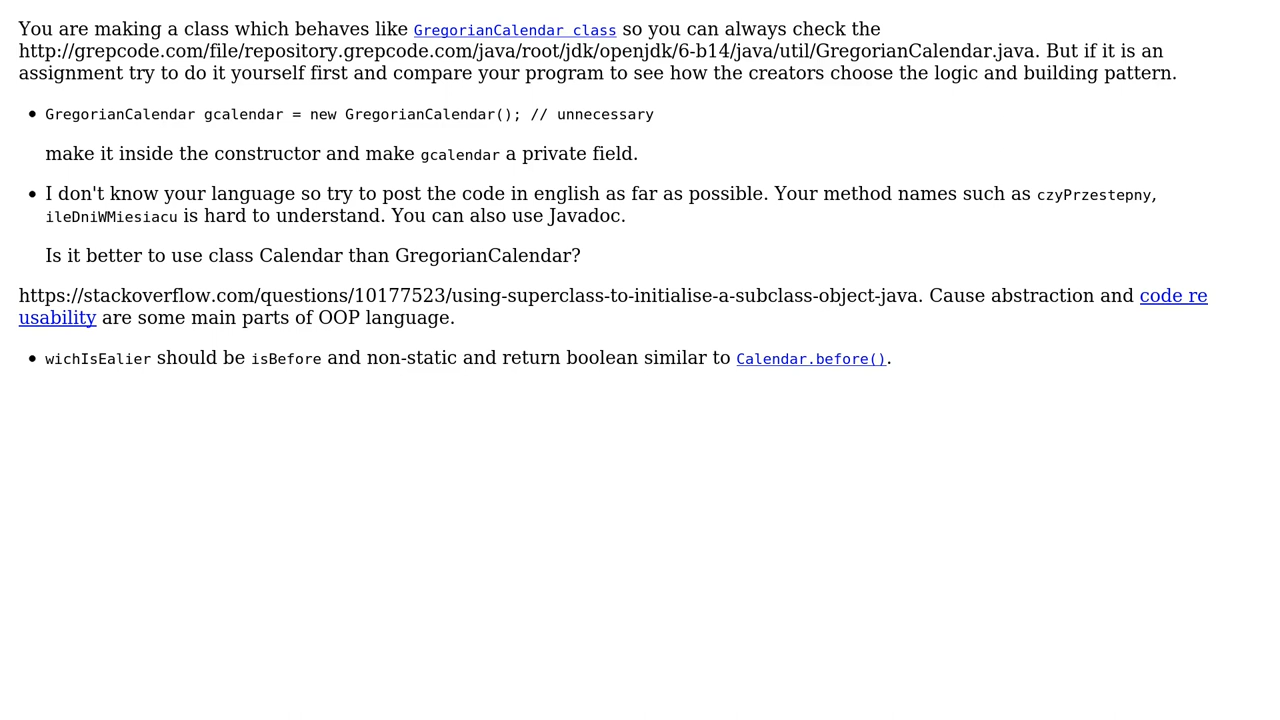 You are making a class which behaves like GregorianCalendar class so you can always check the
http://grepcode.com/file/repository.grepcode.com/java/root/jdk/openjdk/6-b14/java/util/GregorianCalendar.java. But if it is an
assignment try to do it yourself first and compare your program to see how the creators choose the logic and building pattern.
• GregorianCalendar gcalendar = new GregorianCalendar(); // unnecessary
make it inside the constructor and make gcalendar a private field.
• I don't know your language so try to post the code in english as far as possible. Your method names such as czyPrzestepny,
ileDniWMiesiacu is hard to understand. You can also use Javadoc.
Is it better to use class Calendar than GregorianCalendar?
https://stackoverflow.com/questions/10177523/using-superclass-to-initialise-a-subclass-object-java. Cause abstraction and code re
usability are some main parts of OOP language.
• wichIsEalier should be isBefore and non-static and return boolean similar to Calendar.before().